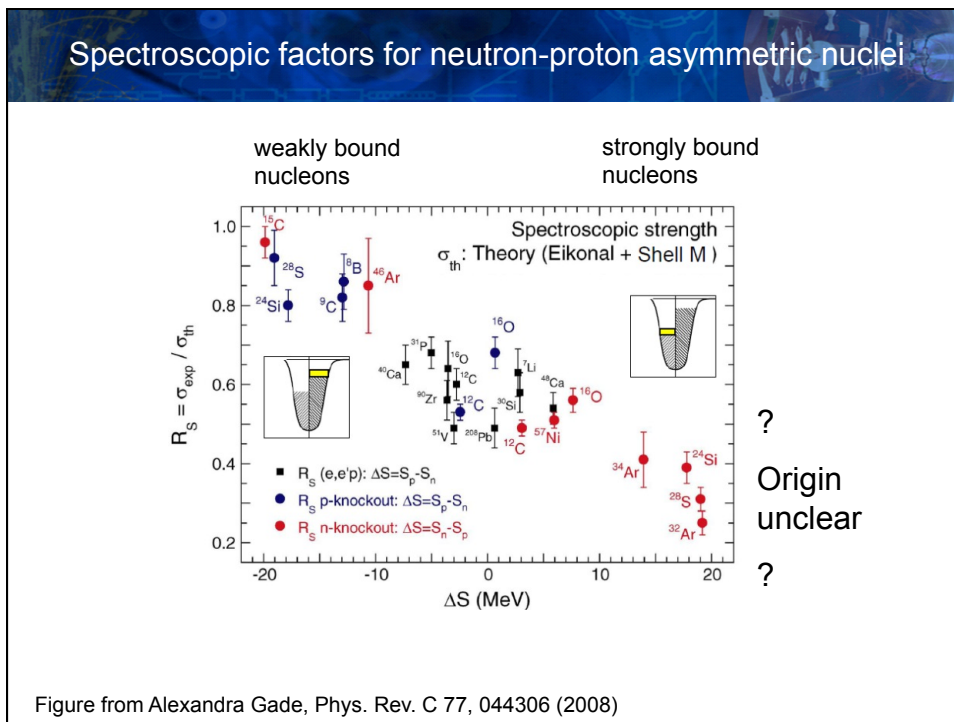 Spectroscopic factors for neutron-proton asymmetric nuclei
weakly bound
nucleons
strongly bound
nucleons
Spectroscopic strength
σth: Theory (Eikonal + Shell M )
RS = σexp / σth
1.0
0.8
0.6
0.4
0.2
¹⁵C
²⁸S
²⁴Si
⁸B
⁹C
⁴⁶Ar
³¹P
⁴⁰Ca
¹⁶O
¹²C
⁹⁰Zr
¹²C
⁵¹V
²⁰⁸Pb
¹⁶O
⁷Li
³⁰Si
⁴⁸Ca
¹⁶O
¹²C
⁵⁷Ni
³⁴Ar
²⁴Si
²⁸S
³²Ar
RS (e,e'p): ΔS=Sp-Sn
RS p-knockout: ΔS=Sp-Sn
RS n-knockout: ΔS=Sn-Sp
-20 -10 0 10 20
ΔS (MeV)
?
Origin
unclear
?
Figure from Alexandra Gade, Phys. Rev. C 77, 044306 (2008)